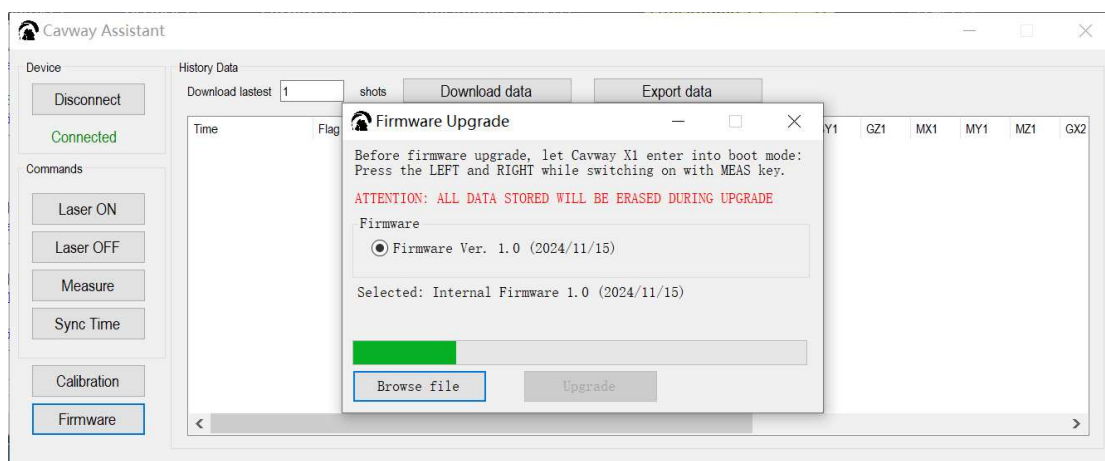 Cavway Assistant
Device
Disconnect
Connected
Commands
Laser ON
Laser OFF
Measure
Sync Time
Calibration
Firmware
History Data
Download lastest 1 shots Download data Export data
Time Flag Y1 GZ1 MX1 MY1 MZ1 GX2
Firmware Upgrade
Before firmware upgrade, let Cavway X1 enter into boot mode:
Press the LEFT and RIGHT while switching on with MEAS key.
ATTENTION: ALL DATA STORED WILL BE ERASED DURING UPGRADE
Firmware
Firmware Ver. 1.0 (2024/11/15)
Selected: Internal Firmware 1.0 (2024/11/15)
Browse file Upgrade